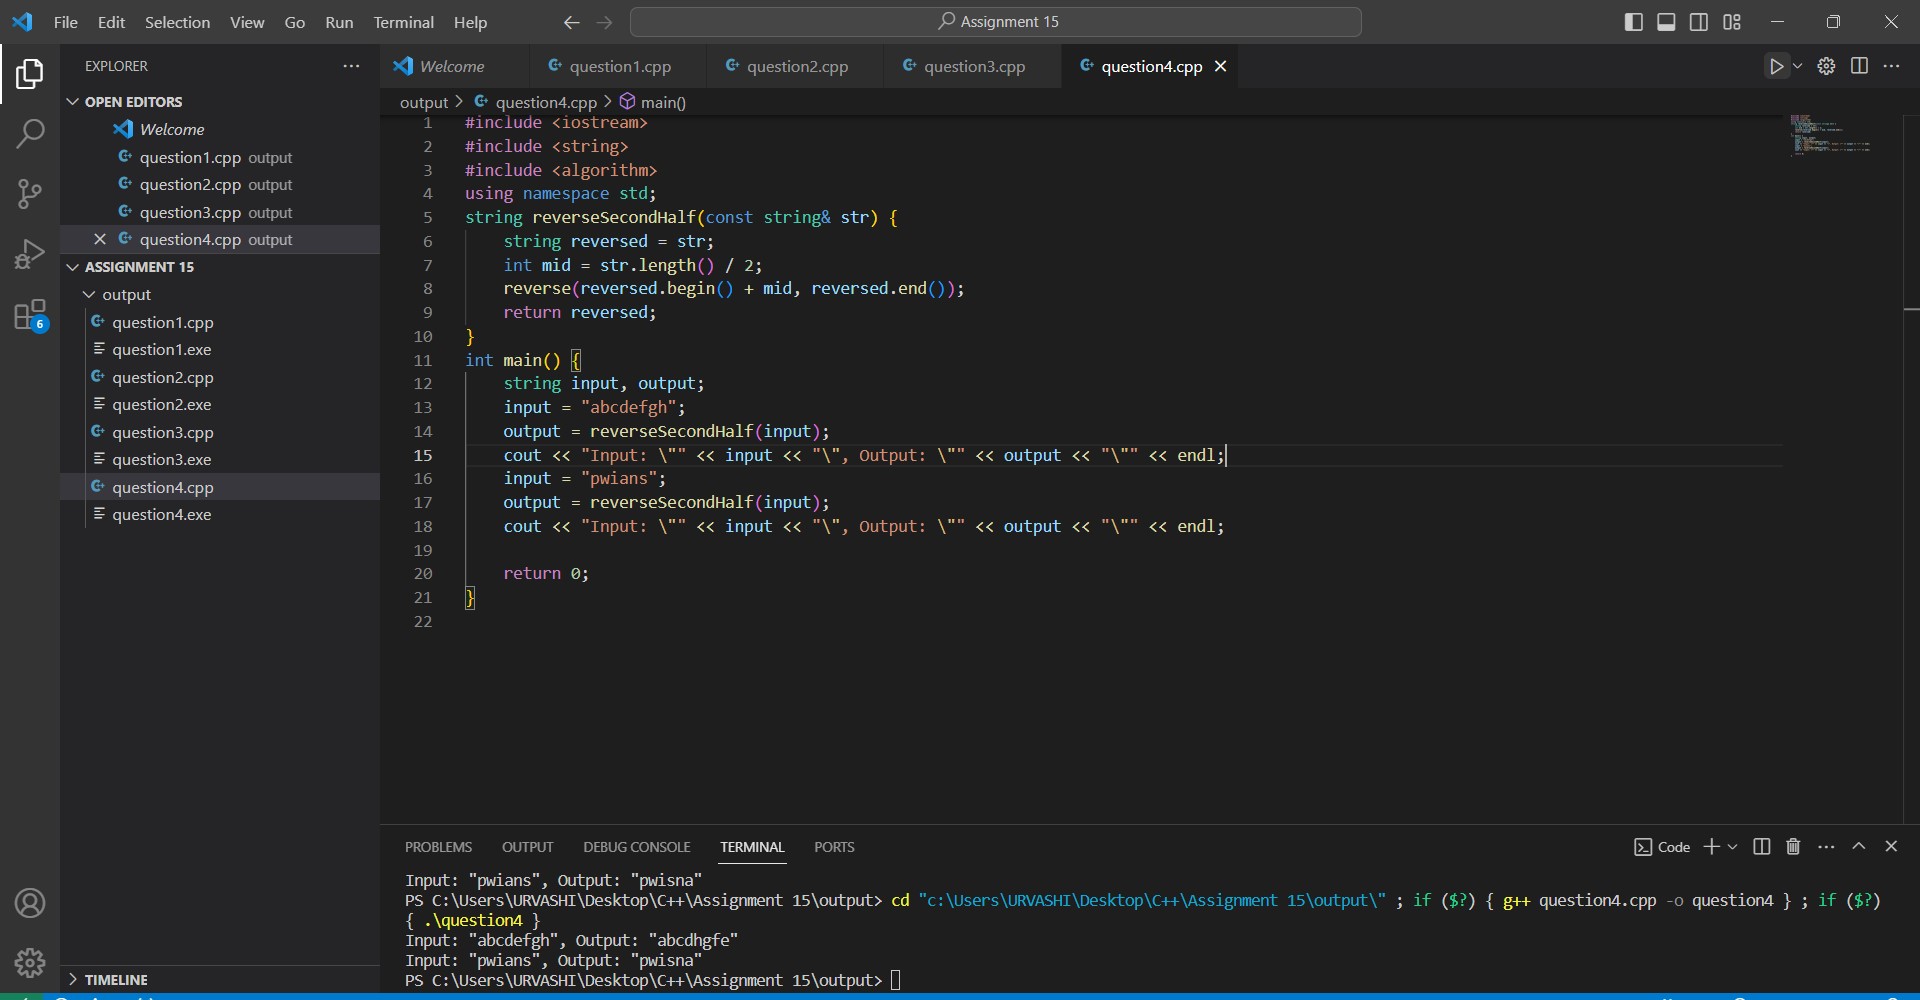 File Edit Selection View Go Run Terminal Help
Assignment 15
EXPLORER
OPEN EDITORS
Welcome
question1.cpp output
question2.cpp output
question3.cpp output
question4.cpp output
ASSIGNMENT 15
output
question1.cpp
question1.exe
question2.cpp
question2.exe
question3.cpp
question3.exe
question4.cpp
question4.exe
TIMELINE
6
Welcome question1.cpp question2.cpp question3.cpp question4.cpp
output > question4.cpp > main()
1 #include <iostream>
2 #include <string>
3 #include <algorithm>
4 using namespace std;
5 string reverseSecondHalf(const string& str) {
6     string reversed = str;
7     int mid = str.length() / 2;
8     reverse(reversed.begin() + mid, reversed.end());
9     return reversed;
10 }
11 int main() {
12     string input, output;
13     input = "abcdefgh";
14     output = reverseSecondHalf(input);
15     cout << "Input: \"" << input << "\", Output: \"" << output << "\"" << endl;
16     input = "pwians";
17     output = reverseSecondHalf(input);
18     cout << "Input: \"" << input << "\", Output: \"" << output << "\"" << endl;
19
20     return 0;
21 }
22
PROBLEMS OUTPUT DEBUG CONSOLE TERMINAL PORTS
Code
Input: "pwians", Output: "pwisna"
PS C:\Users\URVASHI\Desktop\C++\Assignment 15\output> cd "c:\Users\URVASHI\Desktop\C++\Assignment 15\output\" ; if ($?) { g++ question4.cpp -o question4 } ; if ($?)
{ .\question4 }
Input: "abcdefgh", Output: "abcdhgfe"
Input: "pwians", Output: "pwisna"
PS C:\Users\URVASHI\Desktop\C++\Assignment 15\output>